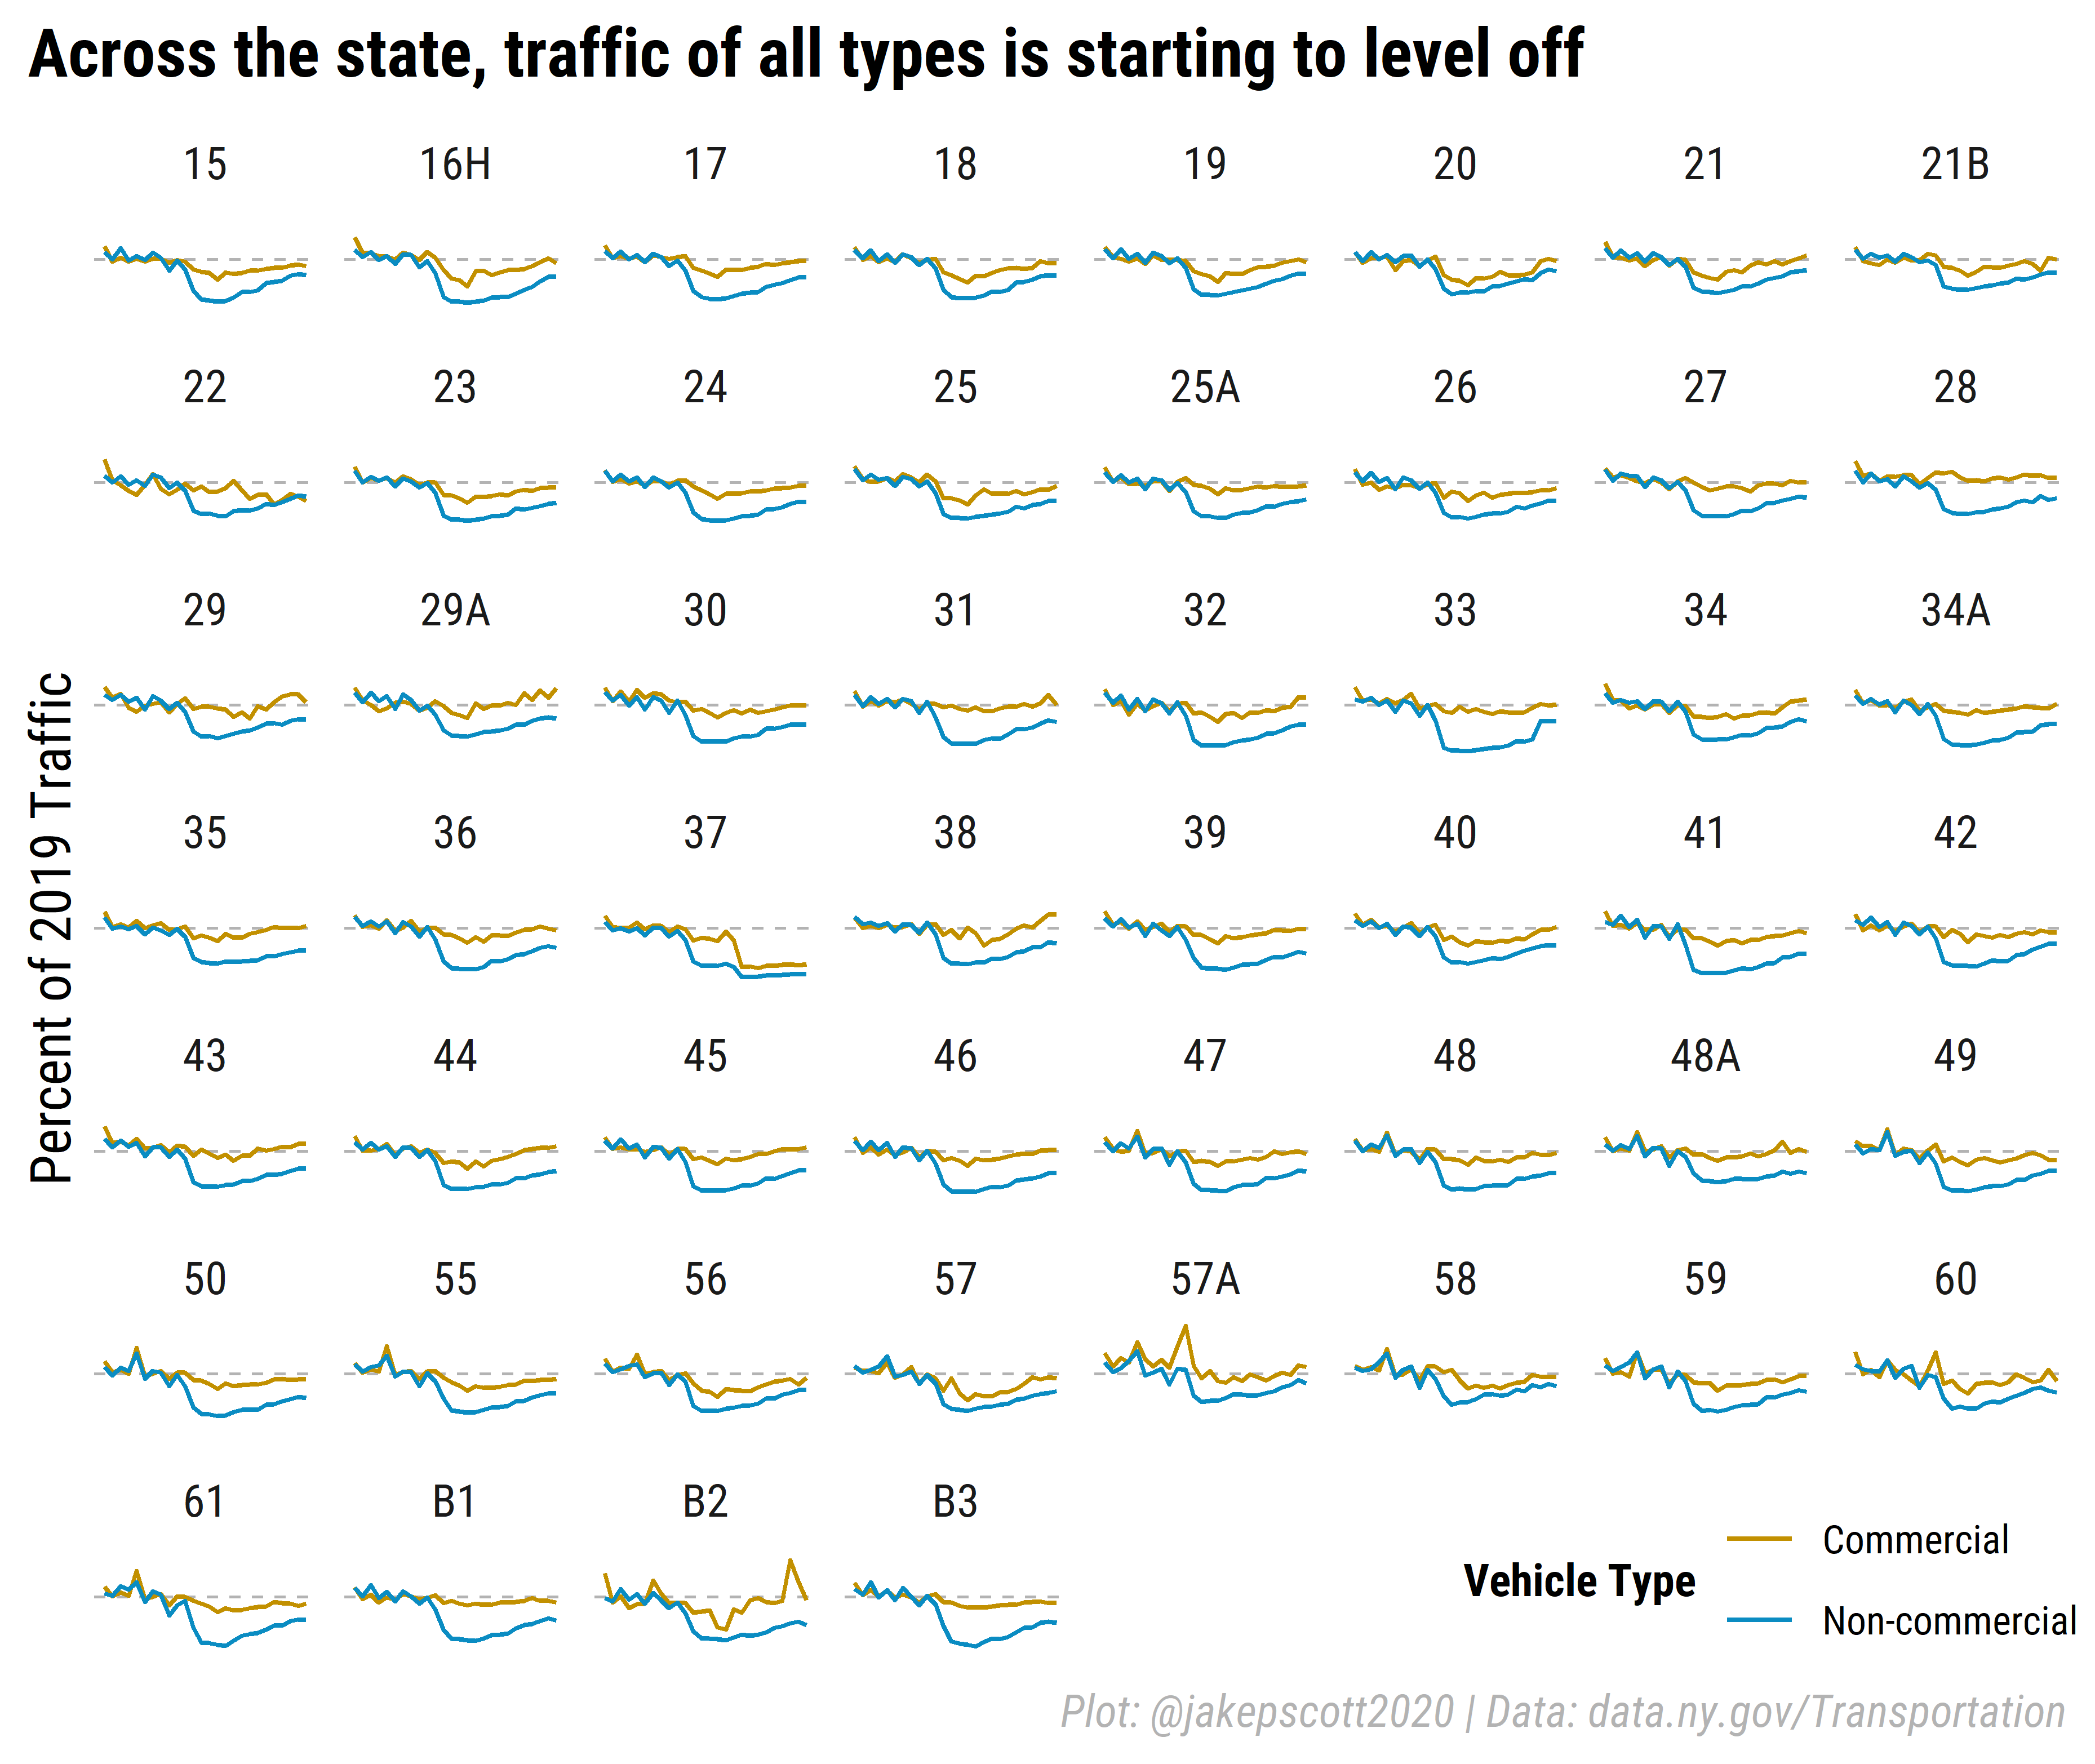 Across the state, traffic of all types is starting to level off
15 16H 17 18 19 20 21 21B
22 23 24 25 25A 26 27 28
29 29A 30 31 32 33 34 34A
35 36 37 38 39 40 41 42
43 44 45 46 47 48 48A 49
50 55 56 57 57A 58 59 60
61 B1 B2 B3
Percent of 2019 Traffic
Vehicle Type
Commercial
Non-commercial
Plot: @jakepscott2020 | Data: data.ny.gov/Transportation